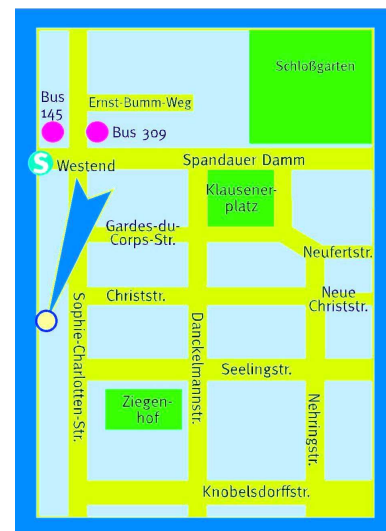 Schloßgarten
Bus
145
Ernst-Bumm-Weg
Bus 309
S
Westend
Spandauer Damm
Klausener-
platz
Gardes-du-
Corps-Str.
Neufertstr.
Christstr.
Neue
Christstr.
Sophie-Charlotten-Str.
Danckelmannstr.
Seelingstr.
Ziegen-
hof
Nehringstr.
Knobelsdorffstr.